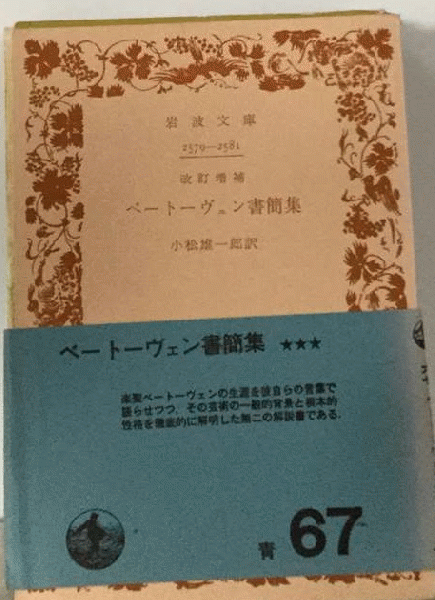 岩波文庫
2579—2581
改訂増補
ベートーヴェン書簡集
小松雄一郎訳
ベートーヴェン書簡集 ★★★
楽聖ベートーヴェンの生涯を彼自らの言葉で
語らせつつ、その芸術の一般的背景と根本的
性格を徹底的に解明した無二の解説書である.
青 67